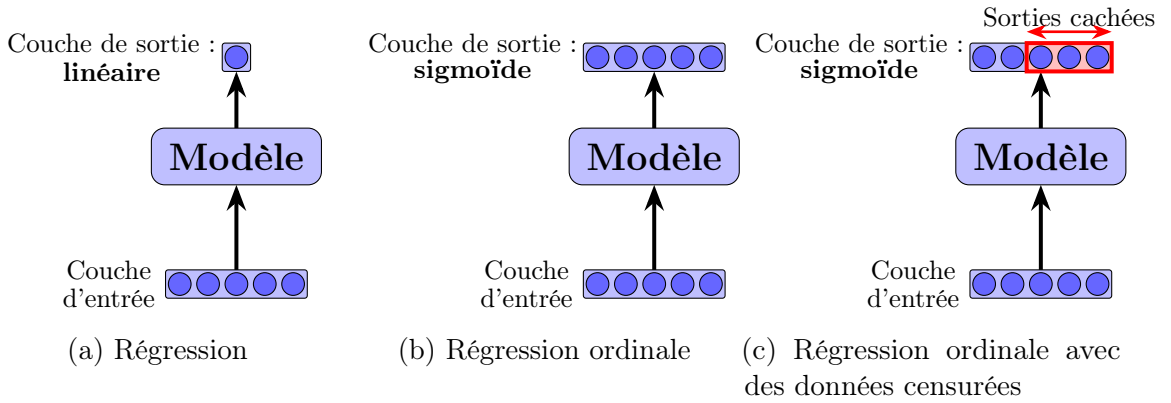 Couche de sortie :
linéaire
Modèle
Couche
d'entrée
(a) Régression
Couche de sortie :
sigmoïde
Modèle
Couche
d'entrée
(b) Régression ordinale
Sorties cachées
Couche de sortie :
sigmoïde
Modèle
Couche
d'entrée
(c) Régression ordinale avec
des données censurées